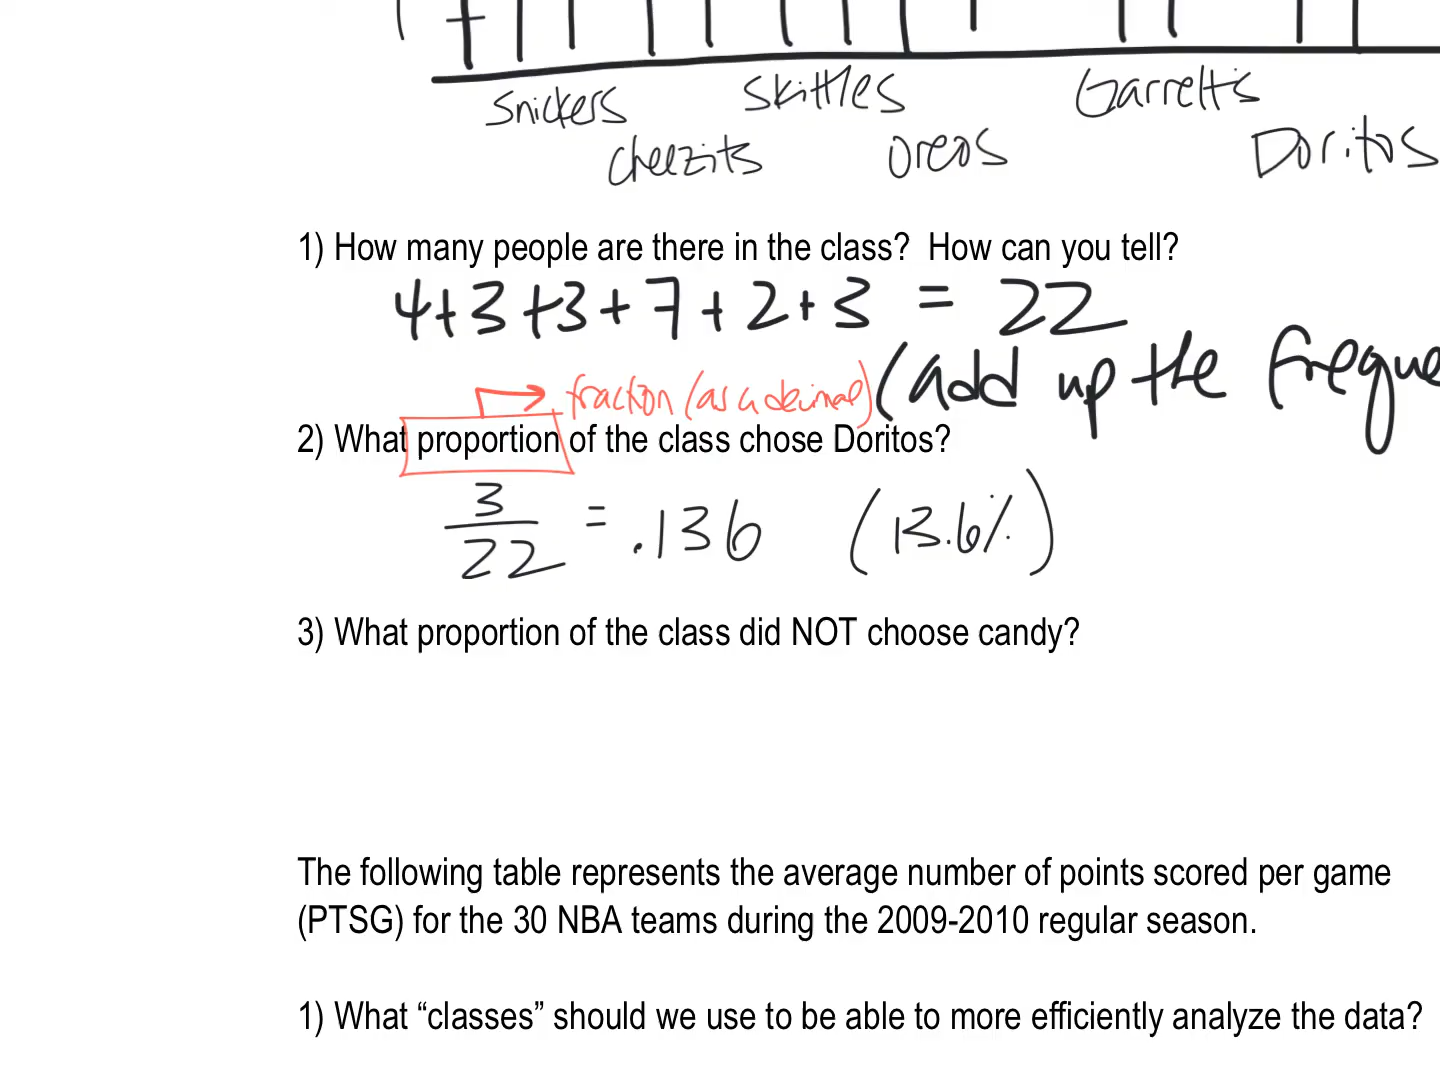 Snickers Skittles Garrett's
Cheezits Oreos Doritos
1) How many people are there in the class? How can you tell?
4+3+3+7+2+3 = 22
(add up the freque
fraction (as a decimal)
2) What proportion of the class chose Doritos?
3/22 = .136 (13.6%)
3) What proportion of the class did NOT choose candy?
The following table represents the average number of points scored per game
(PTSG) for the 30 NBA teams during the 2009-2010 regular season.
1) What “classes” should we use to be able to more efficiently analyze the data?